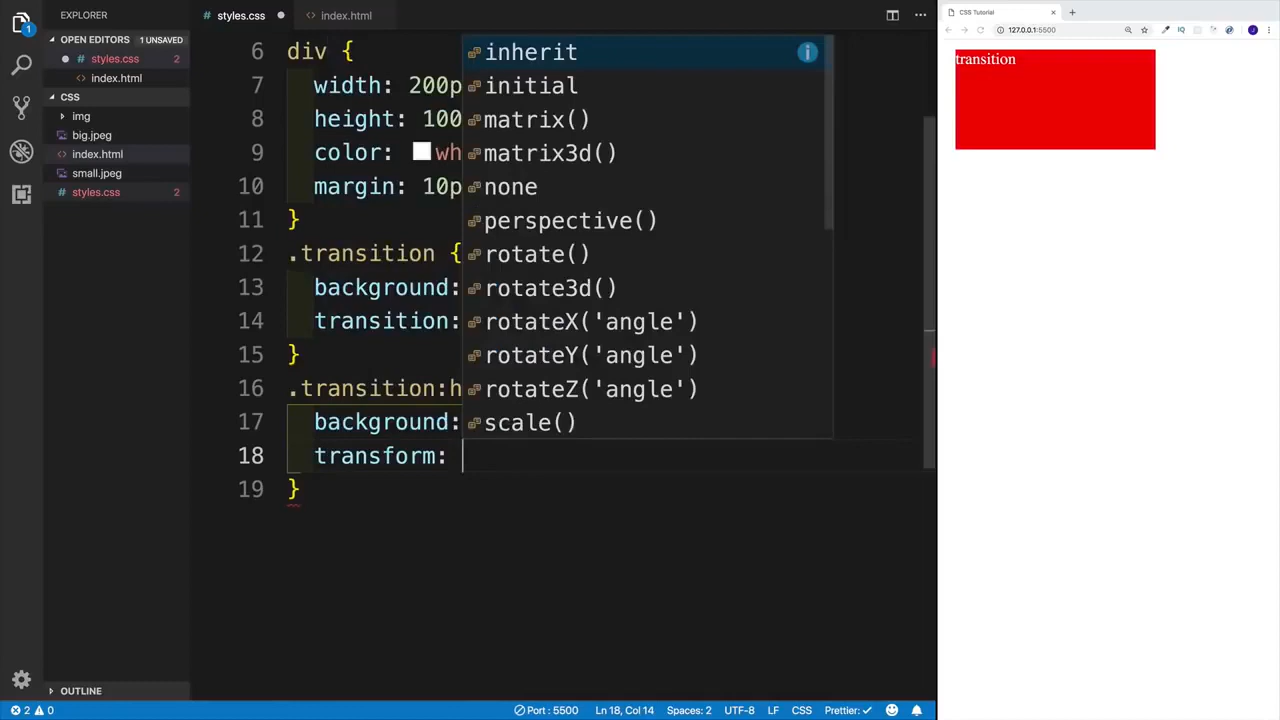 EXPLORER
OPEN EDITORS 1 UNSAVED
styles.css 2
index.html
CSS
img
big.jpeg
index.html
small.jpeg
styles.css 2
OUTLINE
styles.css
index.html
6 div {
7 width: 200p
8 height: 100
9 color: wh
10 margin: 10p
11 }
12 .transition {
13 background:
14 transition:
15 }
16 .transition:h
17 background:
18 transform:
19 }
inherit
initial
matrix()
matrix3d()
none
perspective()
rotate()
rotate3d()
rotateX('angle')
rotateY('angle')
rotateZ('angle')
scale()
1
2 0 Port : 5500 Ln 18, Col 14 Spaces: 2 UTF-8 LF CSS Prettier: ✓
CSS Tutorial
127.0.0.1:5500
IQ
J
transition